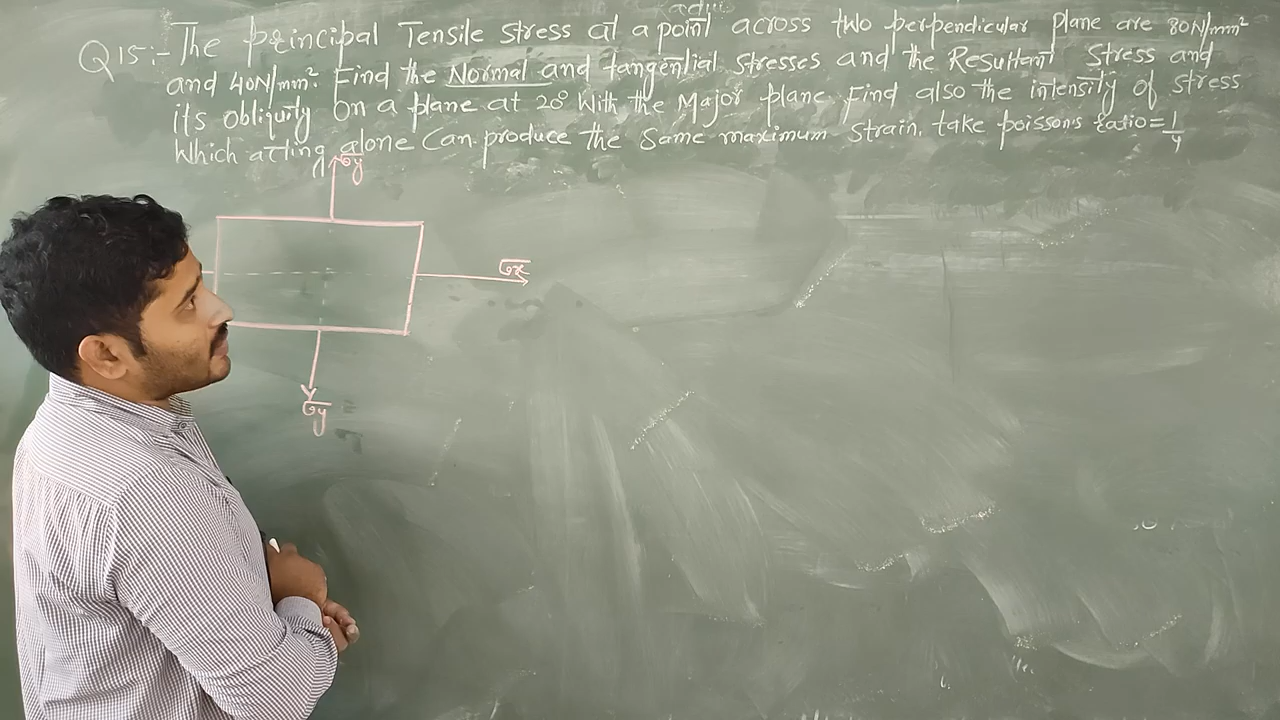 Q15:- The principal Tensile stress at a point across two perpendicular plane are 80N/mm²
and 40N/mm². Find the Normal and tangential stresses and the Resultant Stress and
its obliquity on a plane at 20° With the Major plane. Find also the intensity of stress
Which acting alone Can produce the same maximum strain. take poissons ratio=1/4
σy
σx
σy